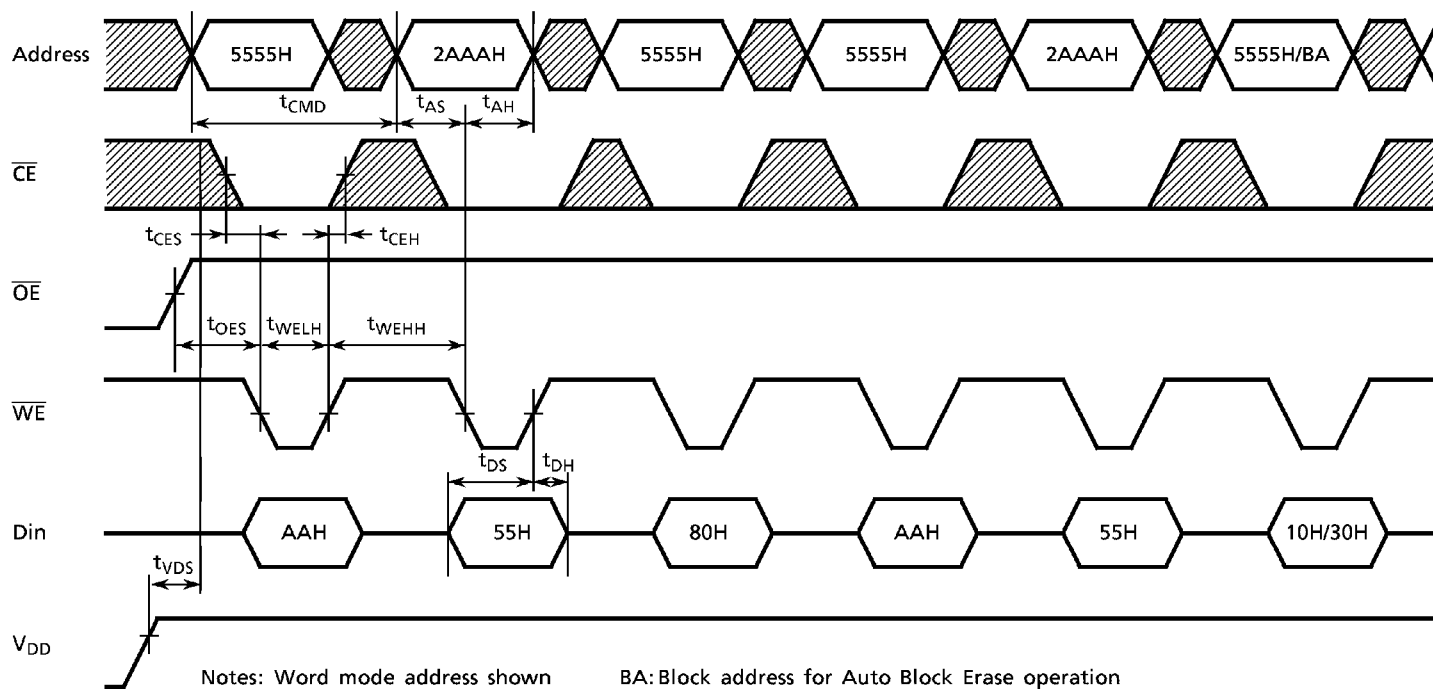 Address 5555H 2AAAH 5555H 5555H 2AAAH 5555H/BA
tCMD tAS tAH
CE
tCES tCEH
OE
tOES tWELH tWEHH
WE
tDS tDH
Din AAH 55H 80H AAH 55H 10H/30H
tVDS
VDD
Notes: Word mode address shown BA: Block address for Auto Block Erase operation